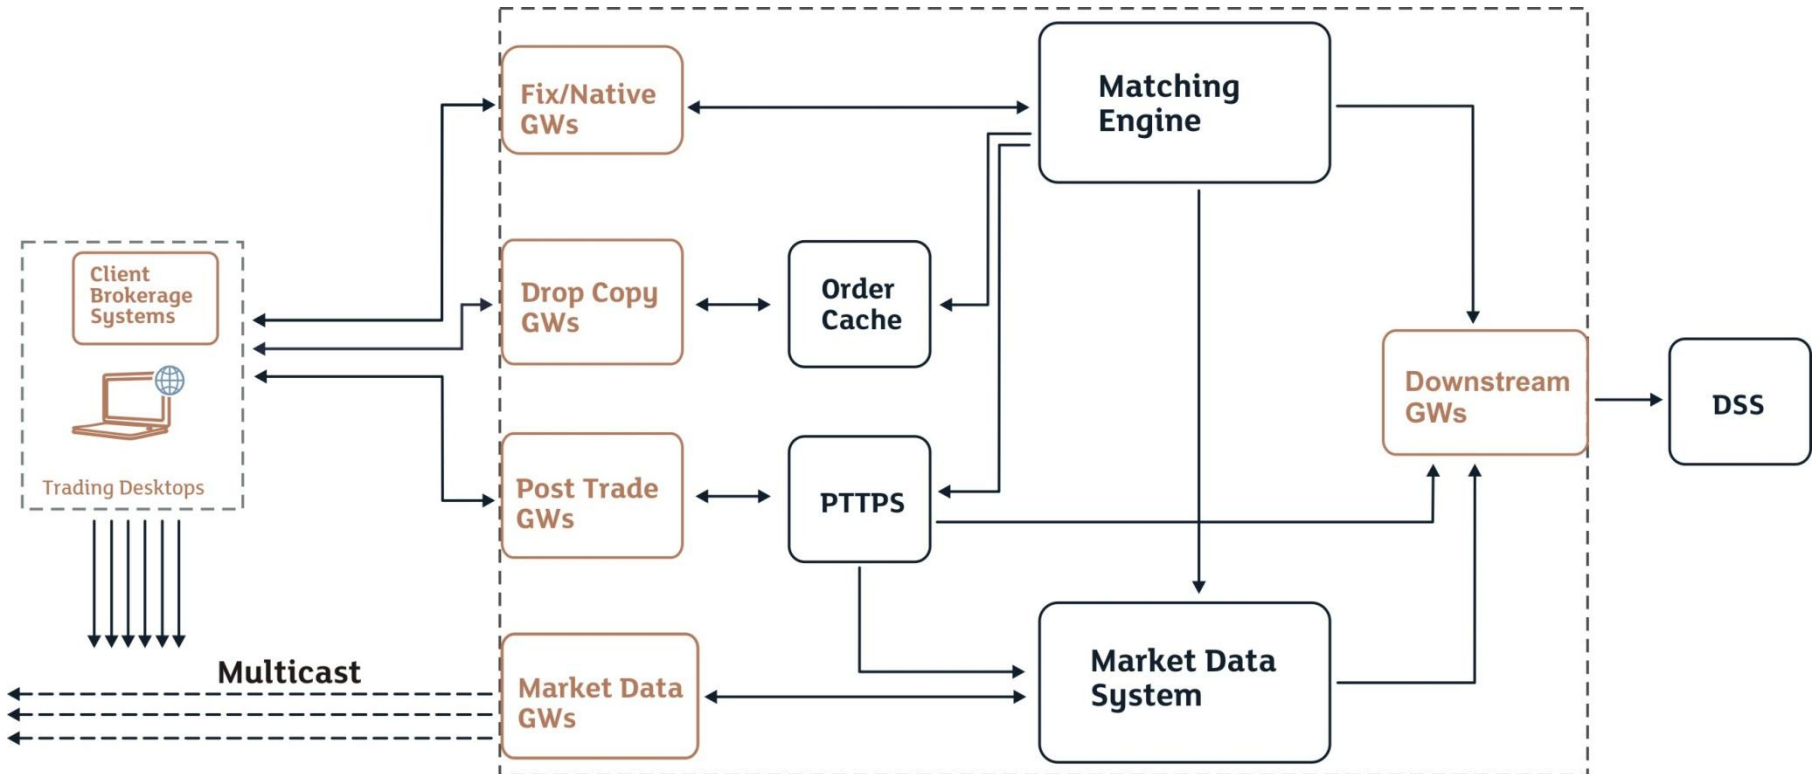 Fix/Native
GWs
Matching
Engine
Client
Brokerage
Systems
Trading Desktops
Drop Copy
GWs
Order
Cache
Downstream
GWs
DSS
Post Trade
GWs
PTTPS
Multicast
Market Data
GWs
Market Data
System